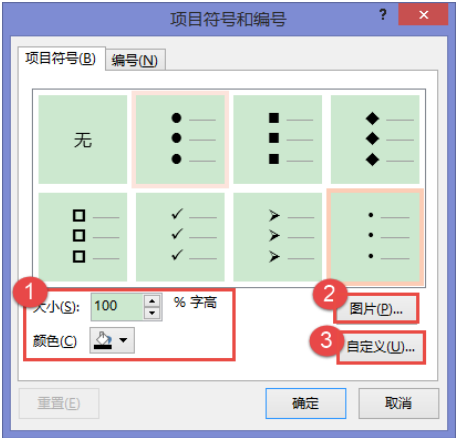 项目符号和编号 ?
项目符号(B) 编号(N)
无
1 2 3
大小(S): 100 % 字高
图片(P)...
颜色(C)
自定义(U)...
重置(E) 确定 取消